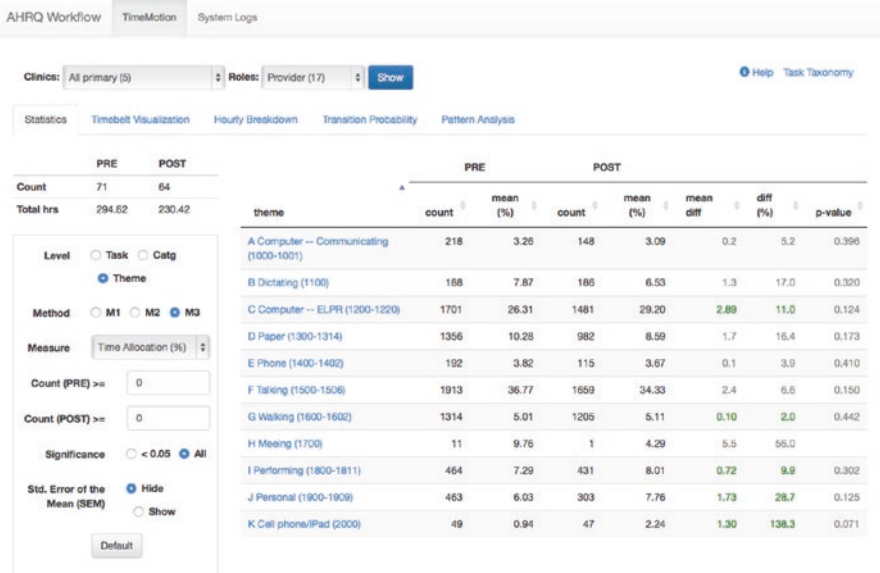 AHRQ Workflow TimeMotion System Logs
Clinics: All primary (5) Roles: Provider (17) Show Help Task Taxonomy
Statistics Timebelt Visualization Hourly Breakdown Transition Probability Pattern Analysis
PRE POST
Count 71 64
Total hrs 294.62 230.42
Level Task Catg
Theme
Method M1 M2 M3
Measure Time Allocation (%)
Count (PRE) >= 0
Count (POST) >= 0
Significance < 0.05 All
Std. Error of the Mean (SEM) Hide
Show
Default
PRE POST
theme count mean (%) count mean (%) mean diff diff (%) p-value
A Computer -- Communicating (1000-1001) 218 3.26 148 3.09 0.2 5.2 0.396
B Dictating (1100) 168 7.87 186 6.53 1.3 17.0 0.320
C Computer -- ELPR (1200-1220) 1701 26.31 1481 29.20 2.89 11.0 0.124
D Paper (1300-1314) 1356 10.28 982 8.59 1.7 16.4 0.173
E Phone (1400-1402) 192 3.82 115 3.67 0.1 3.9 0.410
F Talking (1500-1506) 1913 36.77 1659 34.33 2.4 6.6 0.150
G Walking (1600-1602) 1314 5.01 1205 5.11 0.10 2.0 0.442
H Meeing (1700) 11 9.76 1 4.29 5.5 56.0
I Performing (1800-1811) 464 7.29 431 8.01 0.72 9.9 0.302
J Personal (1900-1909) 463 6.03 303 7.76 1.73 28.7 0.125
K Cell phone/iPad (2000) 49 0.94 47 2.24 1.30 138.3 0.071